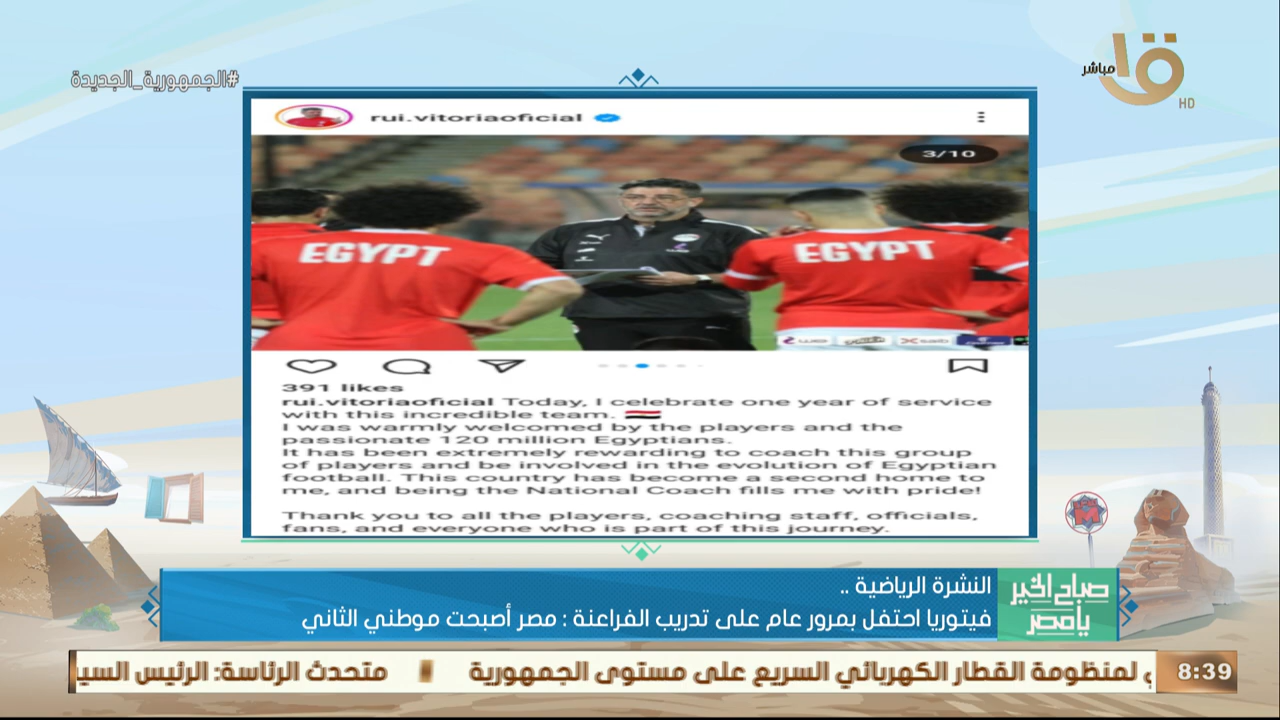 #الجمهورية_الجديدة
مباشر
HD
rui.vitoriaoficial
3/10
EGYPT
EGYPT
we
saib
391 likes
rui.vitoriaoficial Today, I celebrate one year of service
with this incredible team. 🇪🇬
I was warmly welcomed by the players and the
passionate 120 million Egyptians.
It has been extremely rewarding to coach this group
of players and be involved in the evolution of Egyptian
football. This country has become a second home to
me, and being the National Coach fills me with pride!
Thank you to all the players, coaching staff, officials,
fans, and everyone who is part of this journey.
M
صباح الخير
يا مصر
النشرة الرياضية ..
فيتوريا احتفل بمرور عام على تدريب الفراعنة : مصر أصبحت موطني الثاني
لمنظومة القطار الكهربائي السريع على مستوى الجمهورية
متحدث الرئاسة: الرئيس
8:39